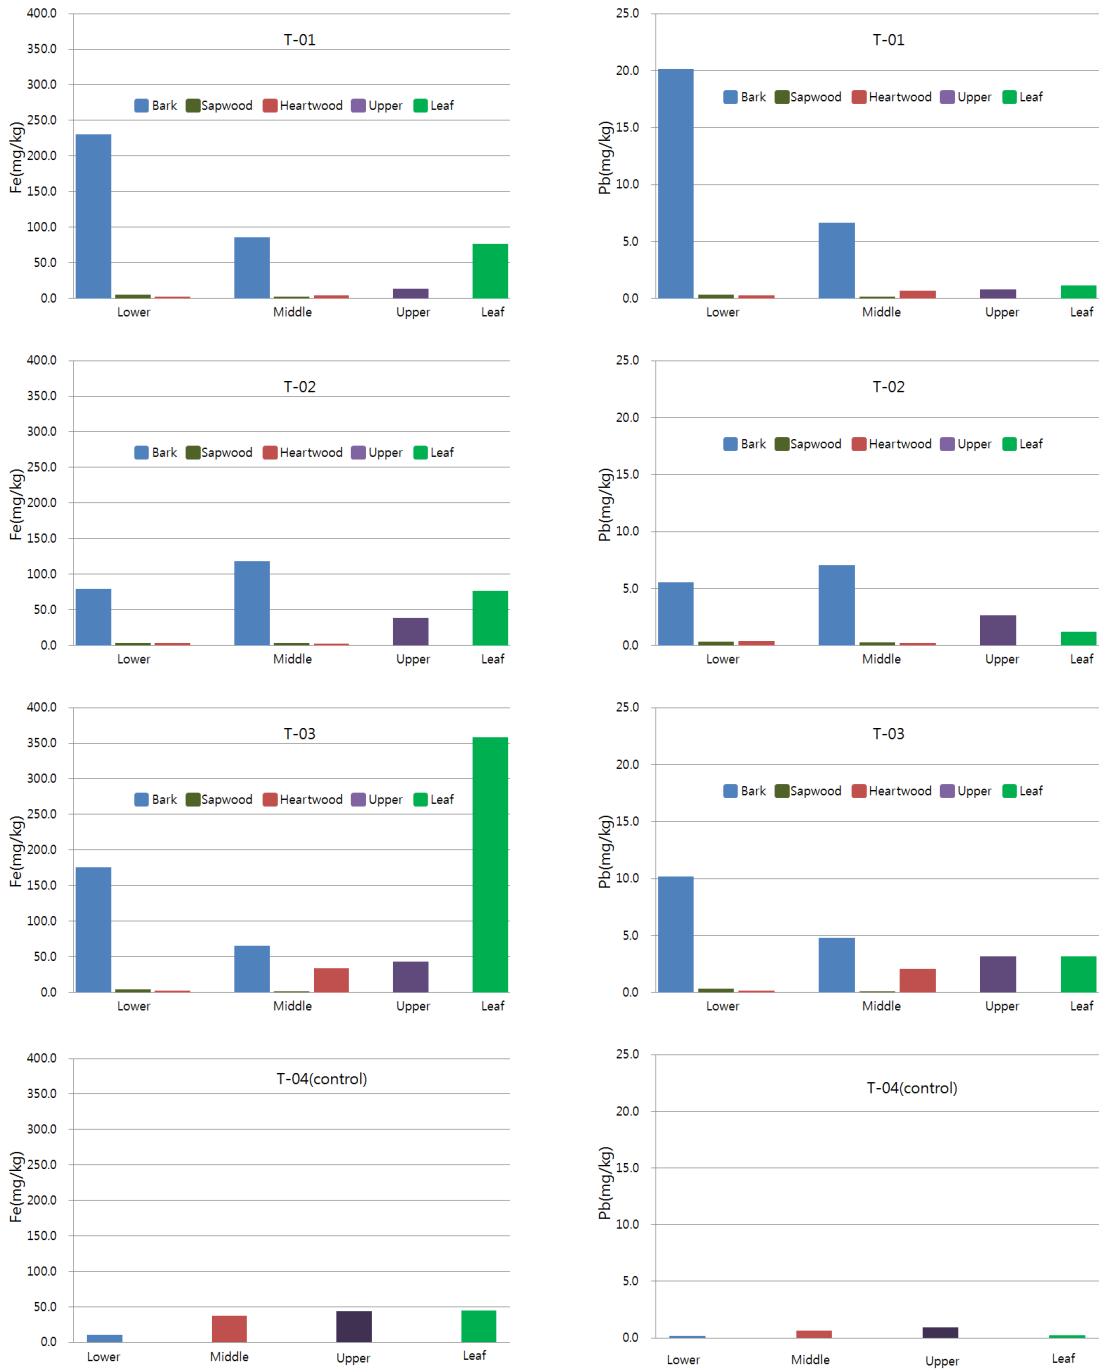 400.0
T-01
350.0
300.0
Bark Sapwood Heartwood Upper Leaf
250.0
200.0
150.0
100.0
50.0
0.0
Fe(mg/kg)
Lower Middle Upper Leaf
25.0
T-01
20.0
Bark Sapwood Heartwood Upper Leaf
15.0
10.0
5.0
0.0
Pb(mg/kg)
Lower Middle Upper Leaf
400.0
T-02
350.0
300.0
Bark Sapwood Heartwood Upper Leaf
250.0
200.0
150.0
100.0
50.0
0.0
Fe(mg/kg)
Lower Middle Upper Leaf
25.0
T-02
20.0
Bark Sapwood Heartwood Upper Leaf
15.0
10.0
5.0
0.0
Pb(mg/kg)
Lower Middle Upper Leaf
400.0
T-03
350.0
300.0
Bark Sapwood Heartwood Upper Leaf
250.0
200.0
150.0
100.0
50.0
0.0
Fe(mg/kg)
Lower Middle Upper Leaf
25.0
T-03
20.0
Bark Sapwood Heartwood Upper Leaf
15.0
10.0
5.0
0.0
Pb(mg/kg)
Lower Middle Upper Leaf
400.0
T-04(control)
350.0
300.0
250.0
200.0
150.0
100.0
50.0
0.0
Fe(mg/kg)
Lower Middle Upper Leaf
25.0
T-04(control)
20.0
15.0
10.0
5.0
0.0
Pb(mg/kg)
Lower Middle Upper Leaf